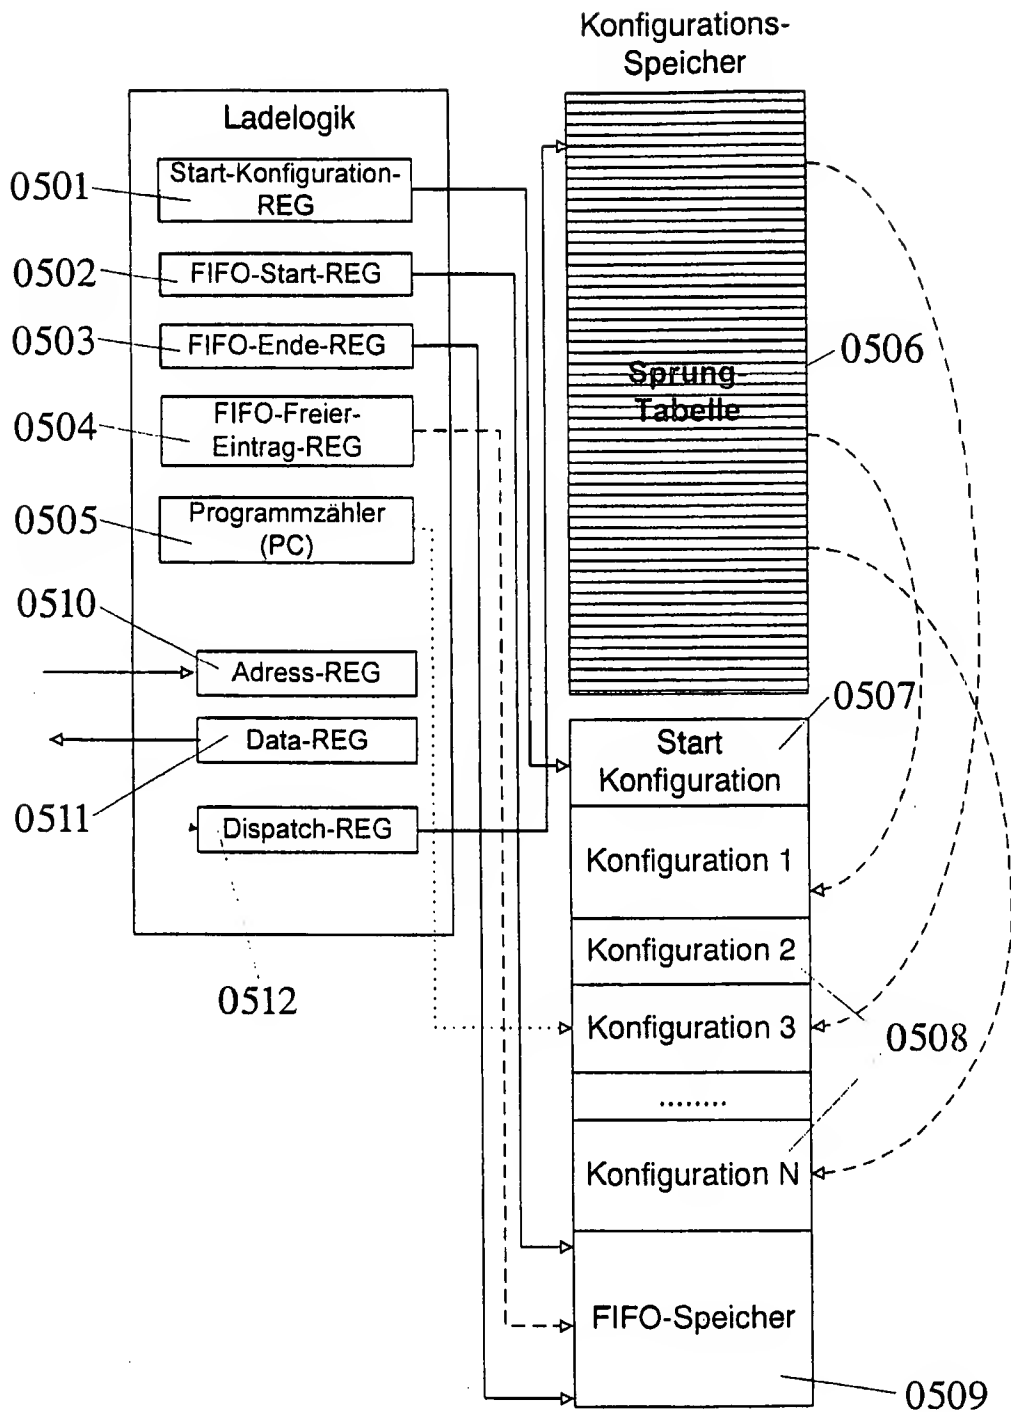 Konfigurations-
Speicher
Ladelogik
0501
Start-Konfiguration-
REG
0502
FIFO-Start-REG
0503
FIFO-Ende-REG
0504
FIFO-Freier-
Eintrag-REG
0505
Programmzähler
(PC)
0510
Adress-REG
Data-REG
0511
Dispatch-REG
0512
Sprung-
Tabelle
0506
0507
Start
Konfiguration
Konfiguration 1
Konfiguration 2
Konfiguration 3
0508
........
Konfiguration N
FIFO-Speicher
0509